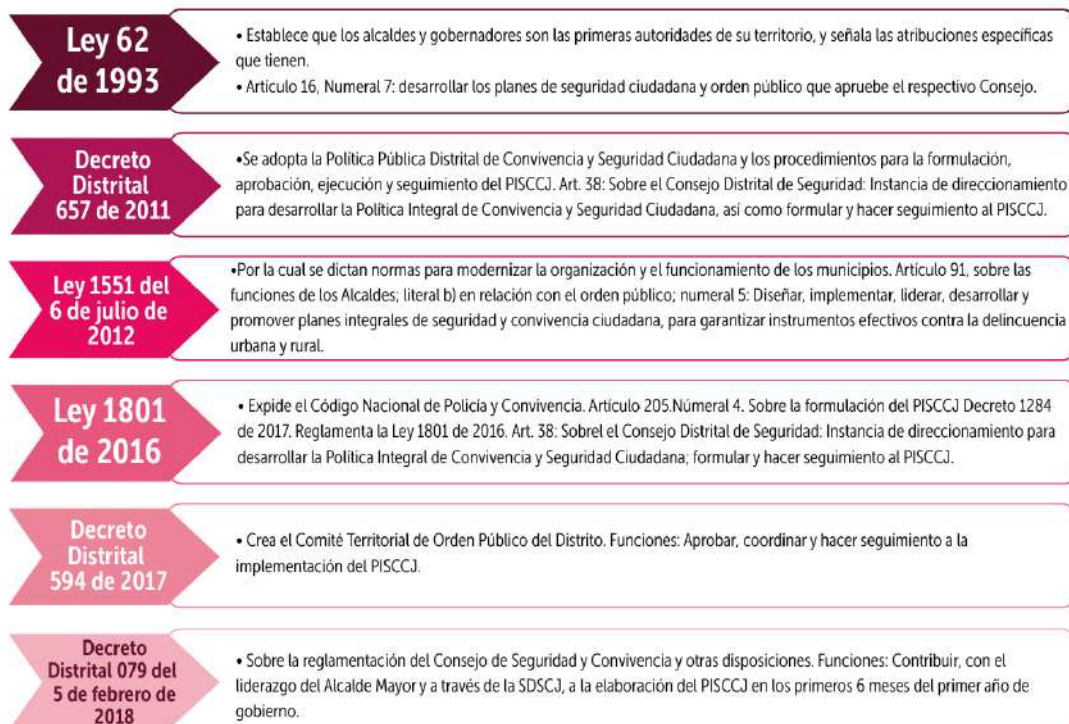 Ley 62
de 1993
• Establece que los alcaldes y gobernadores son las primeras autoridades de su territorio, y señala las atribuciones específicas
que tienen.
• Artículo 16, Numeral 7: desarrollar los planes de seguridad ciudadana y orden público que apruebe el respectivo Consejo.
Decreto
Distrital
657 de 2011
•Se adopta la Política Pública Distrital de Convivencia y Seguridad Ciudadana y los procedimientos para la formulación,
aprobación, ejecución y seguimiento del PISCCJ. Art. 38: Sobre el Consejo Distrital de Seguridad: Instancia de direccionamiento
para desarrollar la Política Integral de Convivencia y Seguridad Ciudadana, así como formular y hacer seguimiento al PISCCJ.
Ley 1551 del
6 de julio de
2012
•Por la cual se dictan normas para modernizar la organización y el funcionamiento de los municipios. Artículo 91, sobre las
funciones de los Alcaldes; literal b) en relación con el orden público; numeral 5: Diseñar, implementar, liderar, desarrollar y
promover planes integrales de seguridad y convivencia ciudadana, para garantizar instrumentos efectivos contra la delincuencia
urbana y rural.
Ley 1801
de 2016
• Expide el Código Nacional de Policía y Convivencia. Artículo 205.Númeral 4. Sobre la formulación del PISCCJ Decreto 1284
de 2017. Reglamenta la Ley 1801 de 2016. Art. 38: Sobrel el Consejo Distrital de Seguridad: Instancia de direccionamiento para
desarrollar la Política Integral de Convivencia y Seguridad Ciudadana; formular y hacer seguimiento al PISCCJ.
Decreto
Distrital
594 de 2017
• Crea el Comité Territorial de Orden Público del Distrito. Funciones: Aprobar, coordinar y hacer seguimiento a la
implementación del PISCCJ.
Decreto
Distrital 079 del
5 de febrero de
2018
• Sobre la reglamentación del Consejo de Seguridad y Convivencia y otras disposiciones. Funciones: Contribuir, con el
liderazgo del Alcalde Mayor y a través de la SDSCJ, a la elaboración del PISCCJ en los primeros 6 meses del primer año de
gobierno.